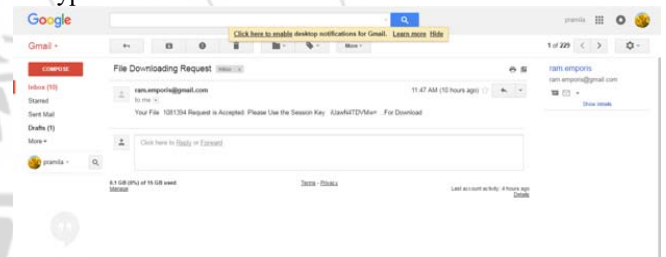 Google
pramila
Click here to enable desktop notifications for Gmail. Learn more Hide
Gmail
More
1 of 229
COMPOSE
File Downloading Request
Inbox x
ram emporis
ram.emporis@gmail.com
Inbox (10)
Starred
Sent Mail
Drafts (1)
More
ram.emporis@gmail.com
11:47 AM (10 hours ago)
to me
Show details
Your File 1081394 Request is Accepted Please Use the Session Key For Download
Click here to Reply or Forward
pramila
0.1 GB (0%) of 15 GB used
Manage
Terms - Privacy
Last account activity: 4 hours ago
Details